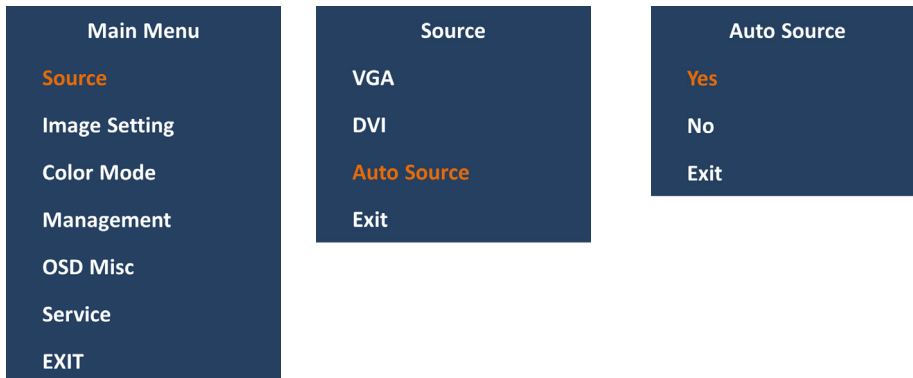 Main Menu
Source
Image Setting
Color Mode
Management
OSD Misc
Service
EXIT
Source
VGA
DVI
Auto Source
Exit
Auto Source
Yes
No
Exit